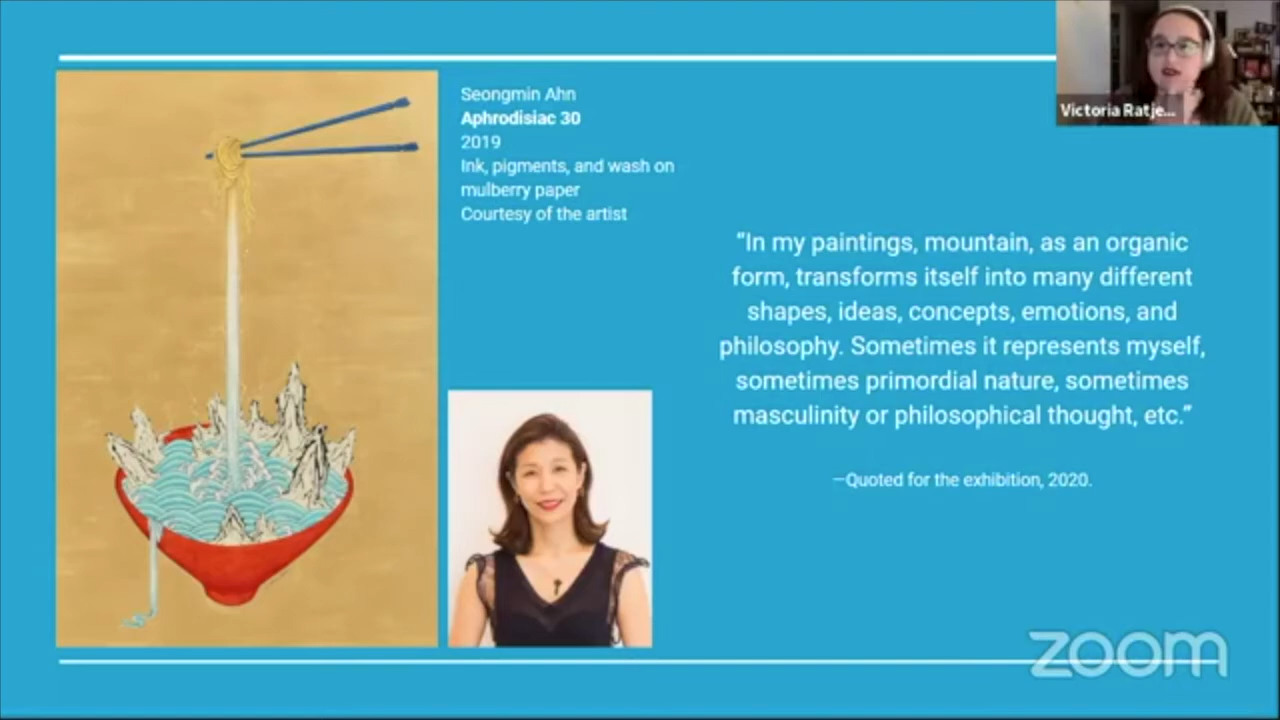 Seongmin Ahn
Aphrodisiac 30
2019
Ink, pigments, and wash on
mulberry paper
Courtesy of the artist
“In my paintings, mountain, as an organic
form, transforms itself into many different
shapes, ideas, concepts, emotions, and
philosophy. Sometimes it represents myself,
sometimes primordial nature, sometimes
masculinity or philosophical thought, etc.”
—Quoted for the exhibition, 2020.
Victoria Ratje...
zoom